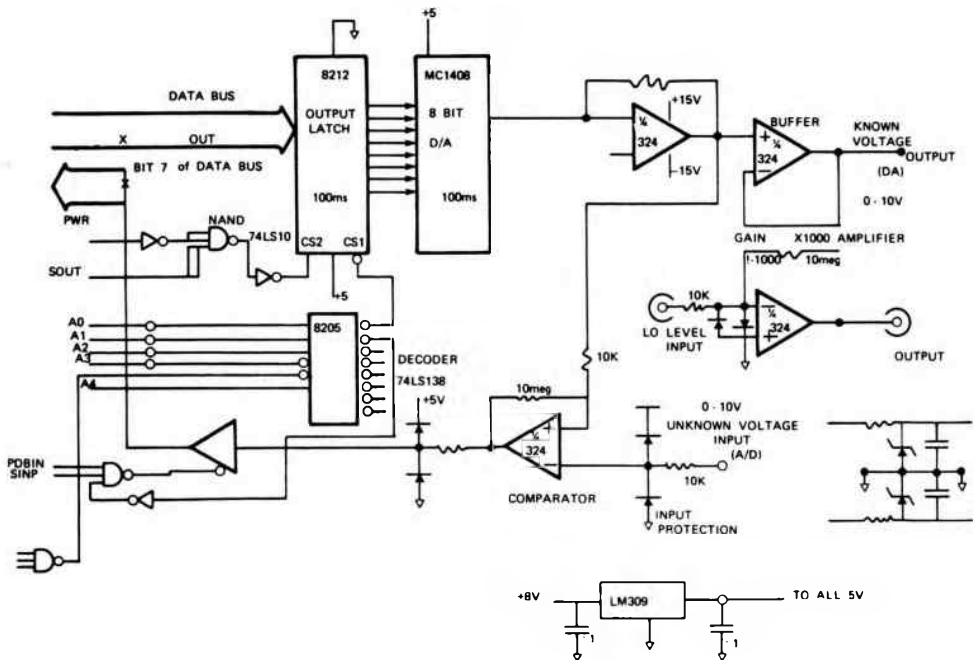 +5
8212
OUTPUT
LATCH
100ms
CS2
CS1
+5
+5
MC1408
8 BIT
D/A
100ms
DATA BUS
X OUT
BIT 7 of DATA BUS
X
PWR
NAND
74LS10
SOUT
A0
A1
A2
A3
A4
8205
DECODER
74LS138
+5V
PDBIN
SINP
¼
324
+15V
-15V
BUFFER
+
¼
324
-
KNOWN
VOLTAGE
OUTPUT
(DA)
0-10V
GAIN X1000 AMPLIFIER
!-1000 10meg
10K
LO LEVEL
INPUT
-
¼
324
+
OUTPUT
10K
10meg
+
¼
324
-
COMPARATOR
0-10V
UNKNOWN VOLTAGE
INPUT
(A/D)
10K
INPUT
PROTECTION
+8V
LM309
TO ALL 5V
.1
.1